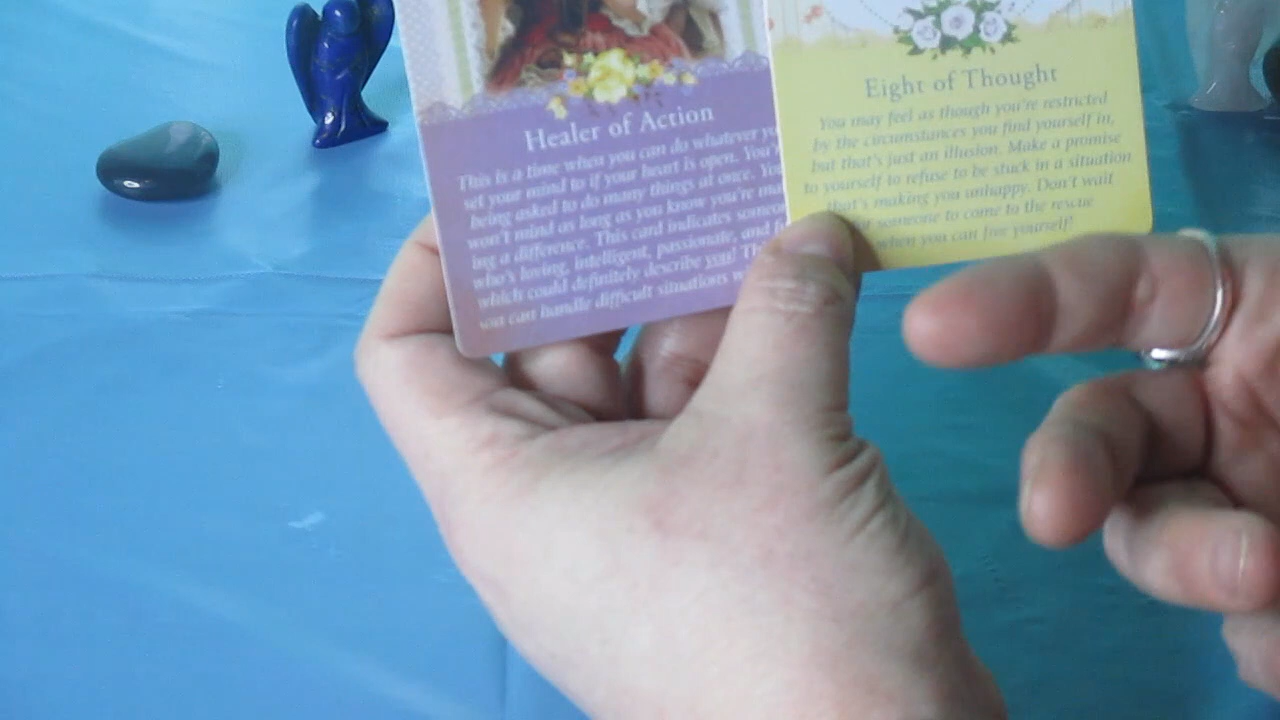 Healer of Action
This is a time when you can do whatever
set your mind to if your heart is open.
being asked to do many things at once.
won't mind as long as you know you're
ing a difference. This card indicates
who's loving, intelligent, passionate, and
which could definitely describe you!
you can handle difficult situations
Eight of Thought
You may feel as though you're restricted
by the circumstances you find yourself in,
but that's just an illusion. Make a promise
to yourself to refuse to be stuck in a situation
that's making you unhappy. Don't wait
someone to come to the rescue
when you can free yourself!